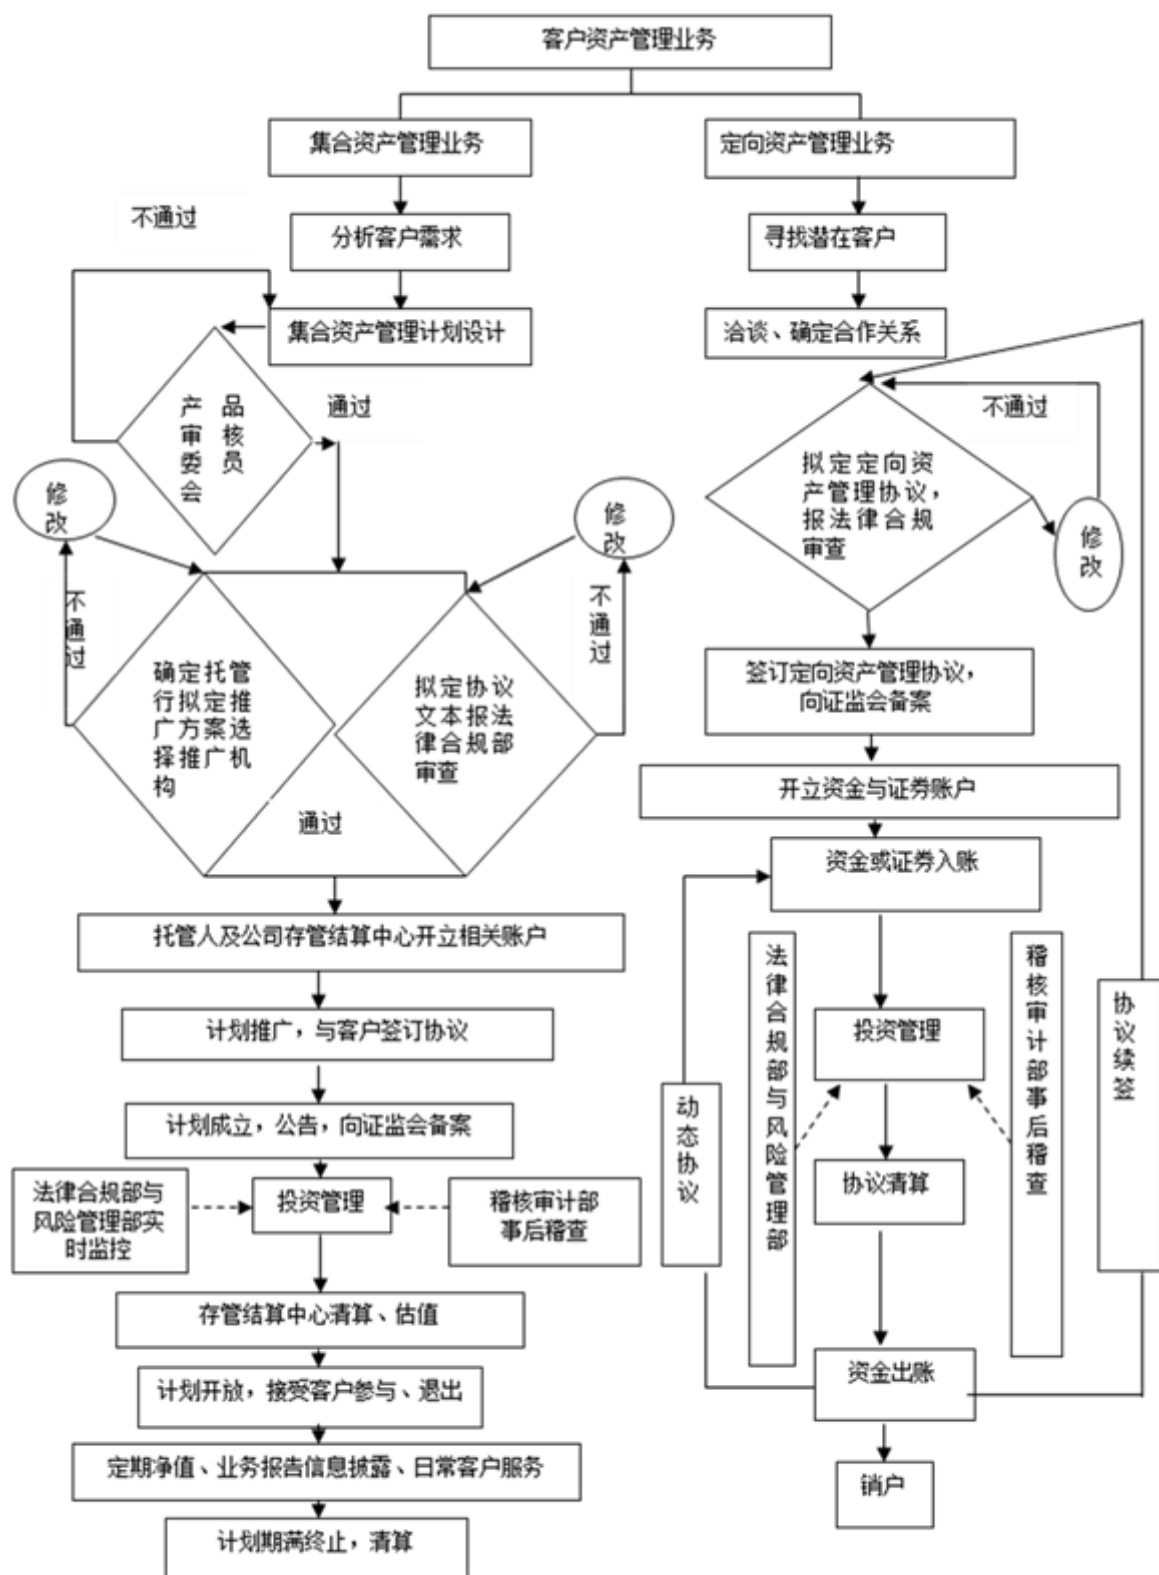 客户资产管理业务
集合资产管理业务
定向资产管理业务
不通过
分析客户需求
寻找潜在客户
集合资产管理计划设计
洽谈、确定合作关系
产品
审核
委员
会
通过
不通过
修
改
修
改
拟定定向资
产管理协议，
报法律合规
审查
修
改
不
通
过
不
通
过
确定托管
行拟定推
广方案选
择推广机
构
拟定协议
文本报法
律合规部
审查
通过
签订定向资产管理协议，
向证监会备案
开立资金与证券账户
资金或证券入账
托管人及公司存管结算中心开立相关账户
计划推广，与客户签订协议
计划成立，公告，向证监会备案
法律合规部与
风险管理部实
时监控
投资管理
稽核审计部
事后稽查
存管结算中心清算、估值
计划开放，接受客户参与、退出
定期净值、业务报告信息披露、日常客户服务
计划期满终止，清算
动态协议
法律合规部与风险管理部
投资管理
稽核审计部事后稽查
协议续签
协议清算
资金出账
销户